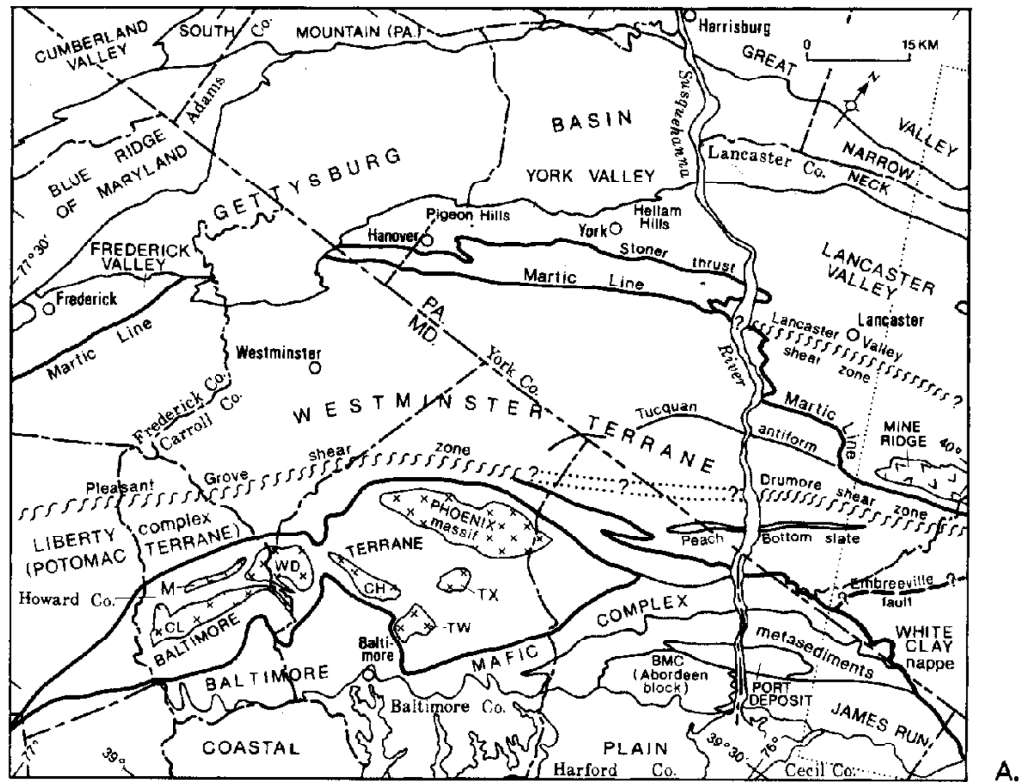 CUMBERLAND
VALLEY
SOUTH
Co.
MOUNTAIN (PA.)
Harrisburg
0 15 KM
GREAT
VALLEY
N
Adams
Susquehanna
BLUE RIDGE
OF MARYLAND
GETTYSBURG
BASIN
Lancaster Co.
NARROW
NECK
YORK VALLEY
Pigeon Hills
Hellam
Hills
Hanover
York
Stoner thrust
77°30'
FREDERICK
VALLEY
Frederick
Martic Line
Martic Line
LANCASTER
VALLEY
PA.
MD.
?
Lancaster
Valley
shear
zone
?
Lancaster
River
Westminster
York Co.
Frederick Co.
Carroll Co.
WESTMINSTER
TERRANE
Tucquan
antiform
Martic
Line
MINE
RIDGE
40°
Pleasant Grove shear zone
?
?
?
Drumore shear
zone
LIBERTY complex
(POTOMAC TERRANE)
PHOENIX
massif
TERRANE
Peach Bottom slate
M
WD
CH
TX
TW
CL
Howard Co.
BALTIMORE
Embreeville
fault
?
?
COMPLEX
MAFIC
BALTIMORE
Balti-
more
metasediments
WHITE
CLAY
nappe
BMC
(Aberdeen
block)
PORT
DEPOSIT
JAMES RUN
Baltimore Co.
77°
39°
COASTAL
PLAIN
Harford Co.
39°30'
76°
Cecil Co.
A.